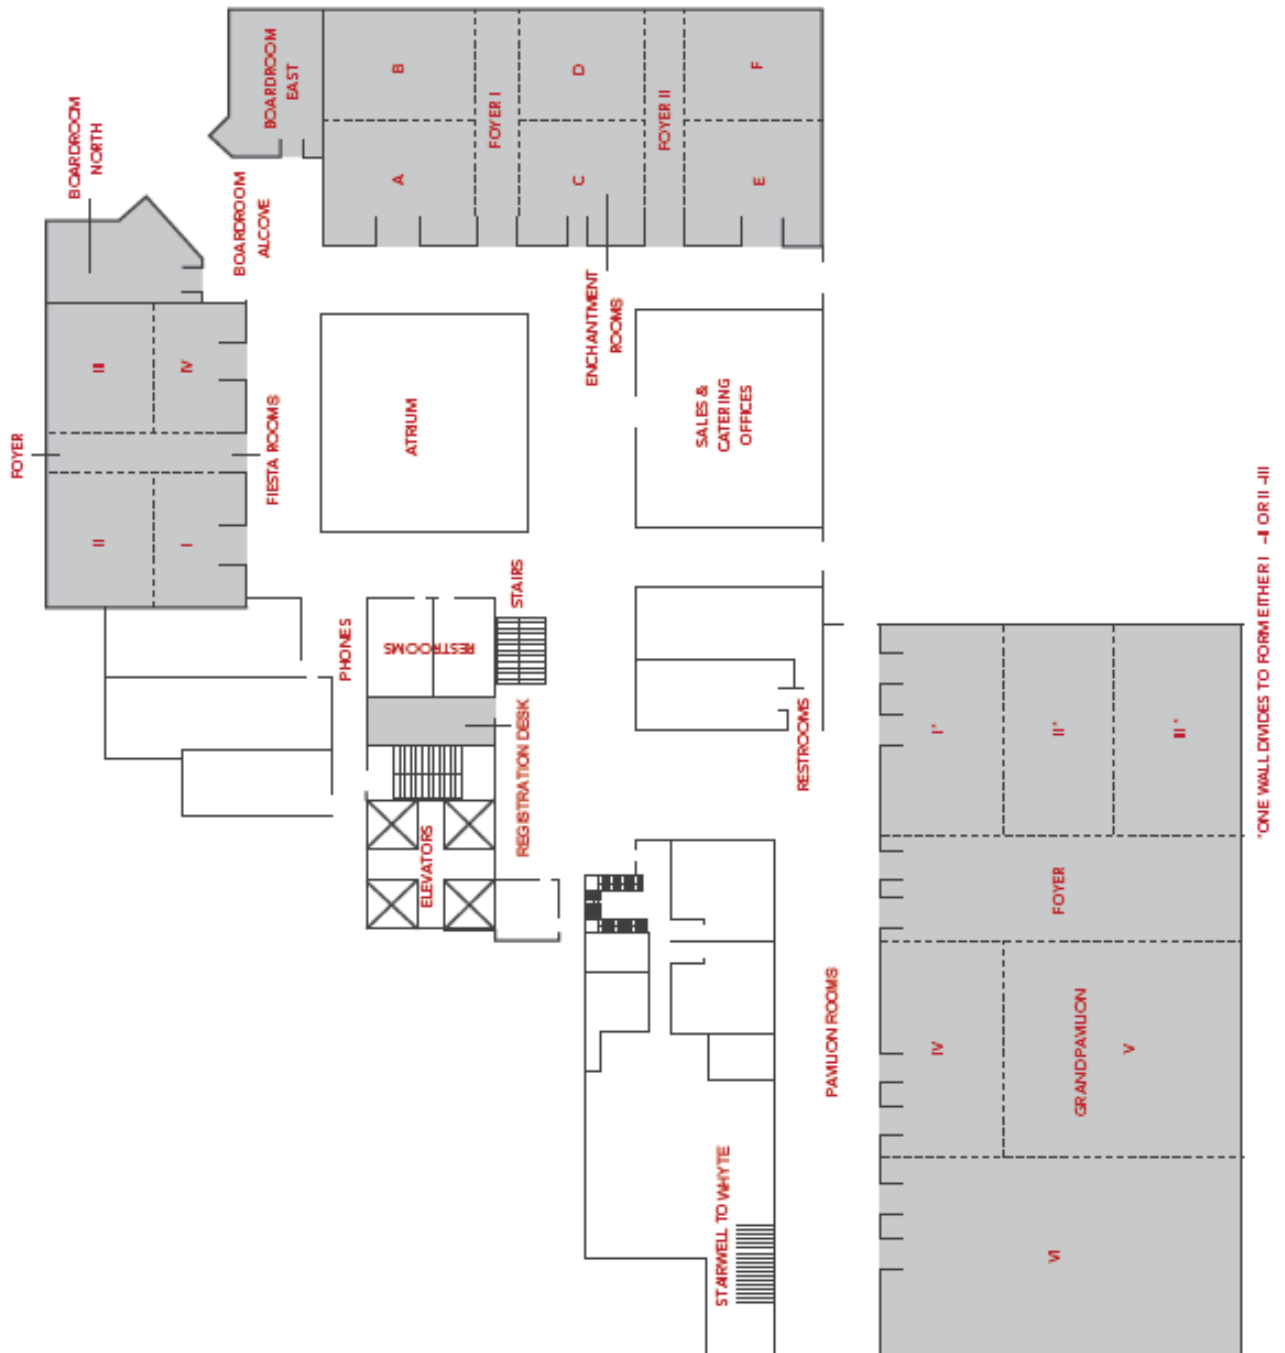 BOARDROOM
NORTH
BOARDROOM
EAST
BOARDROOM
ALCOVE
B
A
FOYER I
D
C
FOYER II
F
E
ENCHANTMENT
ROOMS
FOYER
III
IV
II
I
FIESTA ROOMS
ATRIUM
SALES &
CATERING
OFFICES
PHONES
RESTROOMS
STAIRS
REGISTRATION DESK
ELEVATORS
RESTROOMS
PAVILION ROOMS
STAIRWELL TO WHYTE
I*
II*
III*
FOYER
IV
GRAND PAVILION
V
VI
*ONE WALL DIVIDES TO FORM EITHER I -II OR II -III